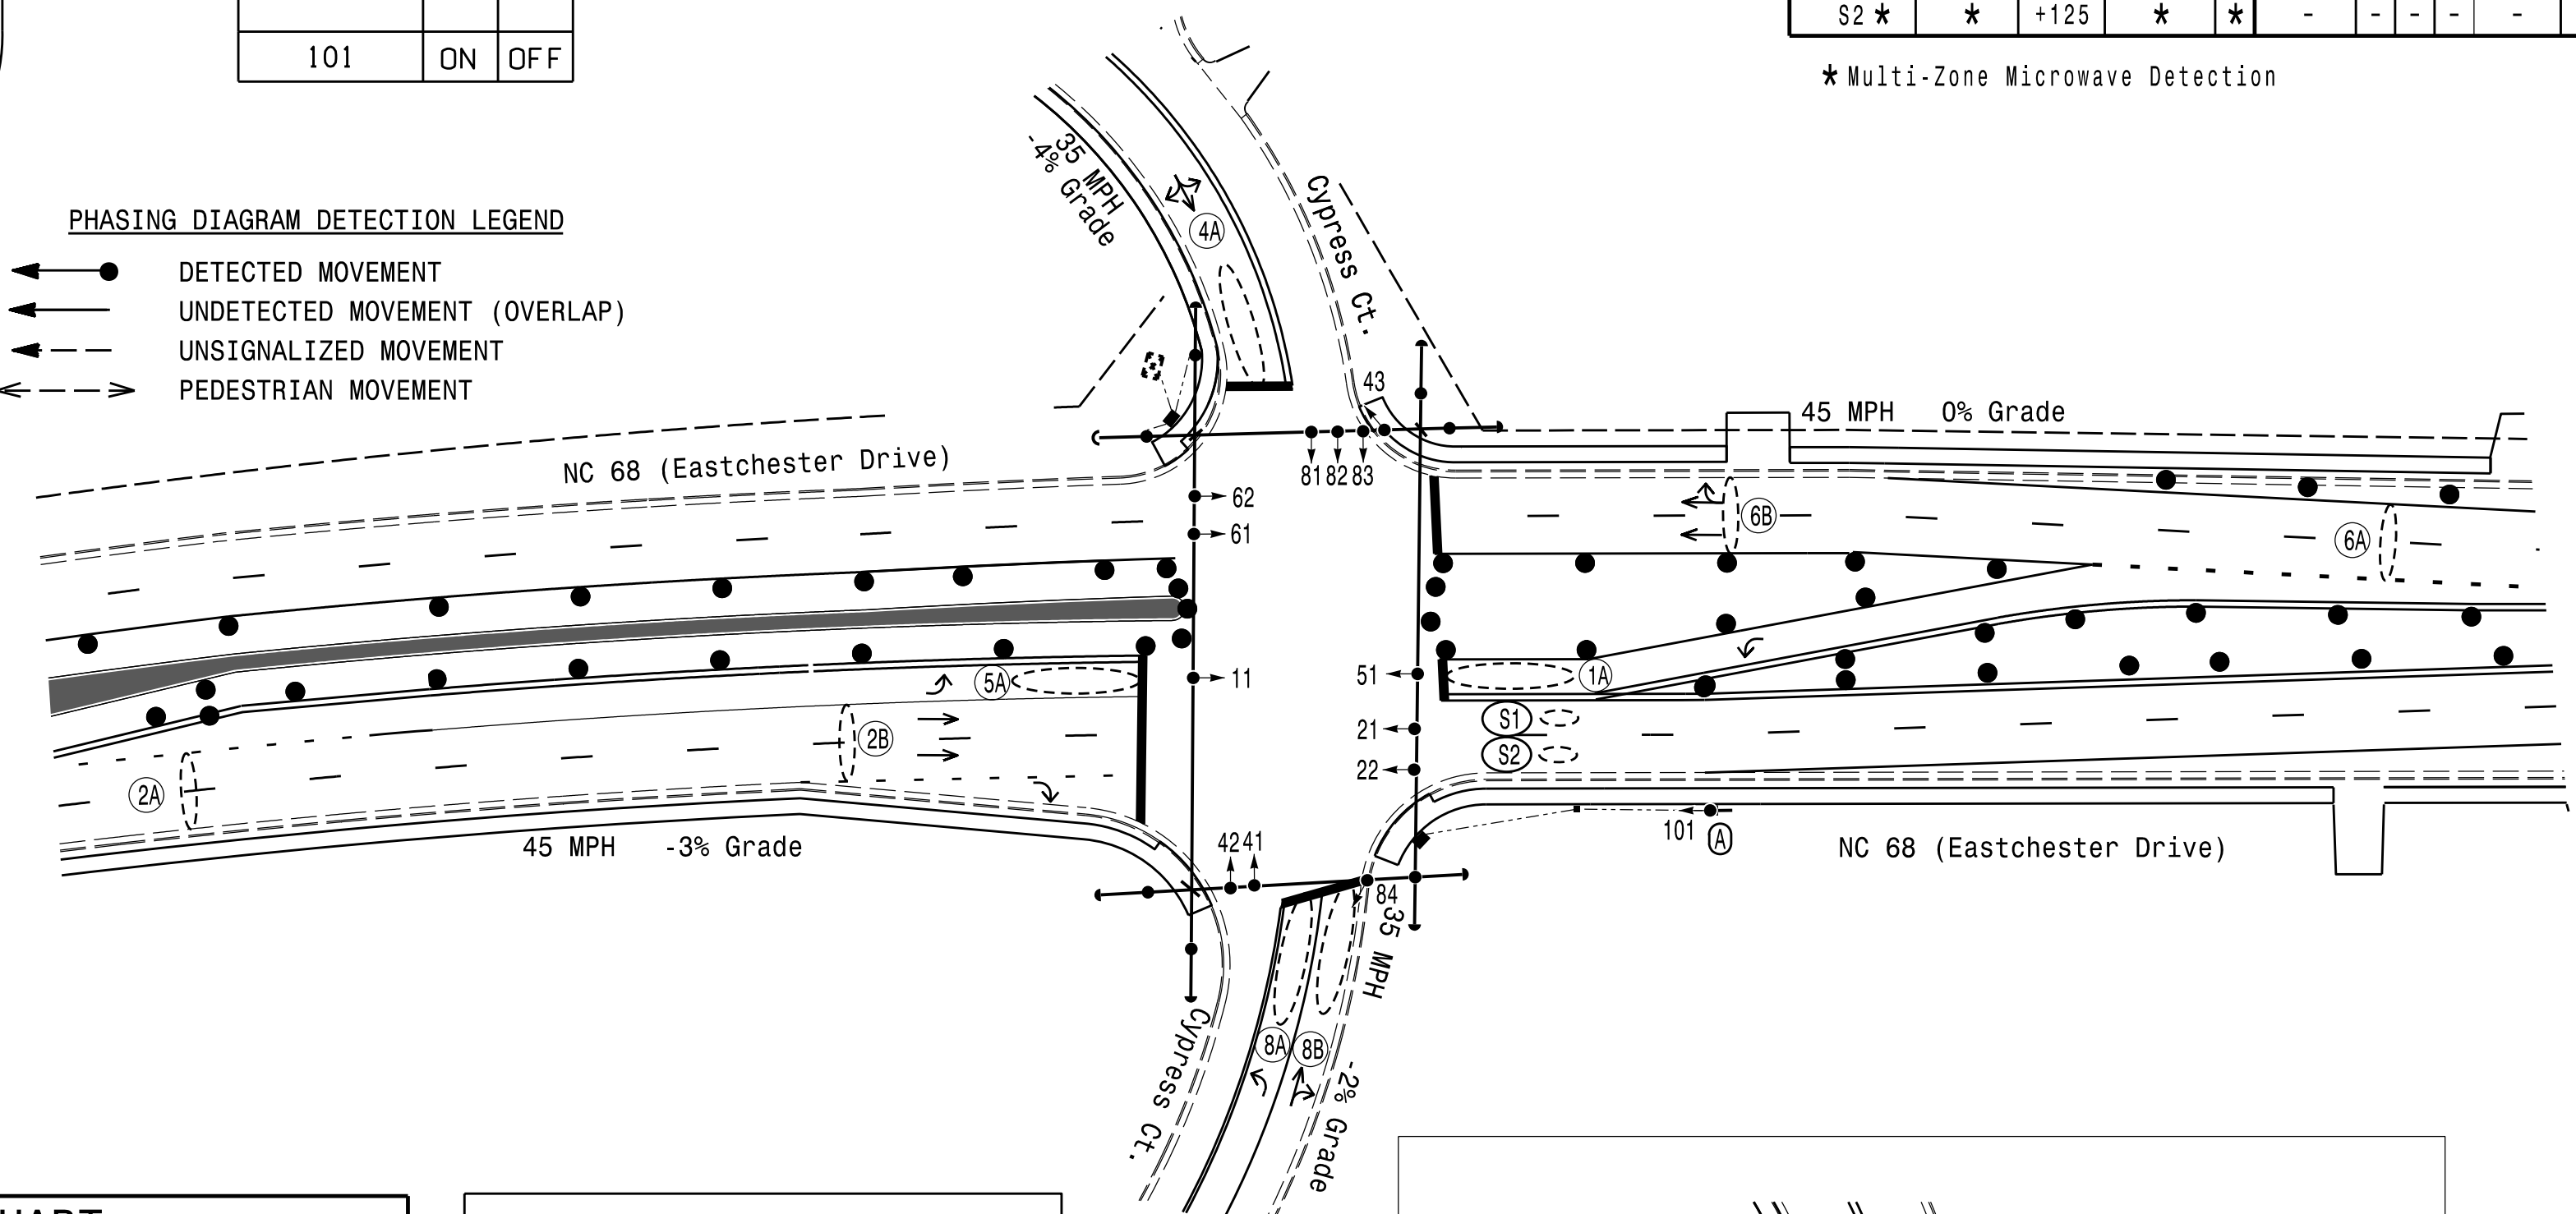 S2 * * +125 * * - - - - -
101 ON OFF
* Multi-Zone Microwave Detection
PHASING DIAGRAM DETECTION LEGEND
DETECTED MOVEMENT
UNDETECTED MOVEMENT (OVERLAP)
UNSIGNALIZED MOVEMENT
PEDESTRIAN MOVEMENT
35 MPH
-4% Grade
4A
Cypress Ct.
43
45 MPH 0% Grade
NC 68 (Eastchester Drive)
81 82 83
62
61
6B
6A
5A
11
51
1A
2B
21
S1
22
S2
2A
45 MPH -3% Grade
42 41
101
A
NC 68 (Eastchester Drive)
84
35 MPH
-2% Grade
Cypress Ct.
8A
8B